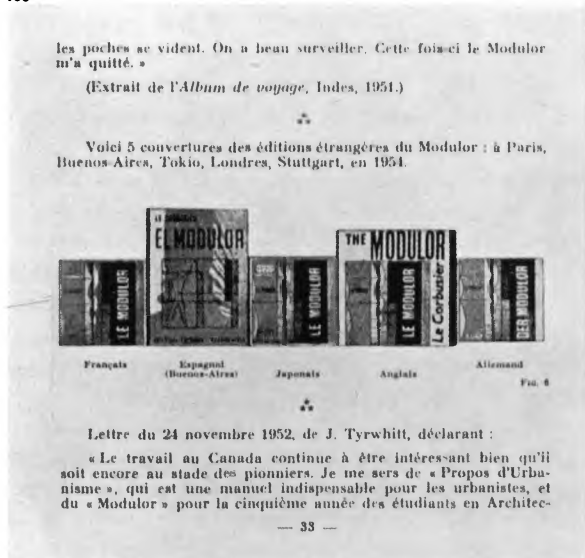 les poches se vident. On a beau surveiller. Cette fois-ci le Modulor
m'a quitté. »
(Extrait de l'Album de voyage, Indes, 1951.)
Voici 5 couvertures des éditions étrangères du Modulor : à Paris,
Buenos Aires, Tokio, Londres, Stuttgart, en 1954.
LE MODULOR
EL MODULOR
LE MODULOR
THE MODULOR
LE MODULOR
Le Corbusier
DER MODULOR
Français
Espagnol
(Buenos-Aires)
Japonais
Anglais
Allemand
FIG. 6
Lettre du 24 novembre 1952, de J. Tyrwhitt, déclarant :
« Le travail au Canada continue à être intéressant bien qu'il
soit encore au stade des pionniers. Je me sers de « Propos d'Urba-
nisme », qui est une manuel indispensable pour les urbanistes, et
du « Modulor » pour la cinquième année des étudiants en Architec-
— 33 —